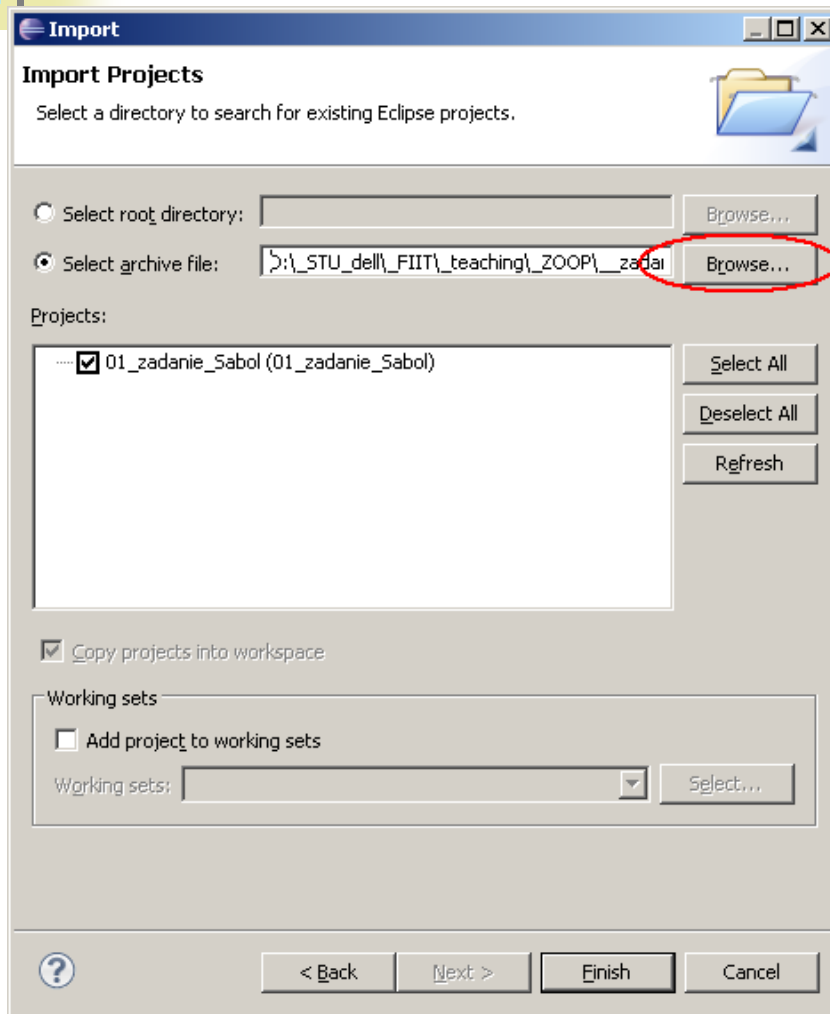 Import
Import Projects
Select a directory to search for existing Eclipse projects.
Select root directory:
Browse...
Select archive file:
:\_STU_dell\_FIIT\_teaching\_ZOOP\__zadan
Browse...
Projects:
01_zadanie_Sabol (01_zadanie_Sabol)
Select All
Deselect All
Refresh
Copy projects into workspace
Working sets
Add project to working sets
Working sets:
Select...
?
< Back
Next >
Finish
Cancel